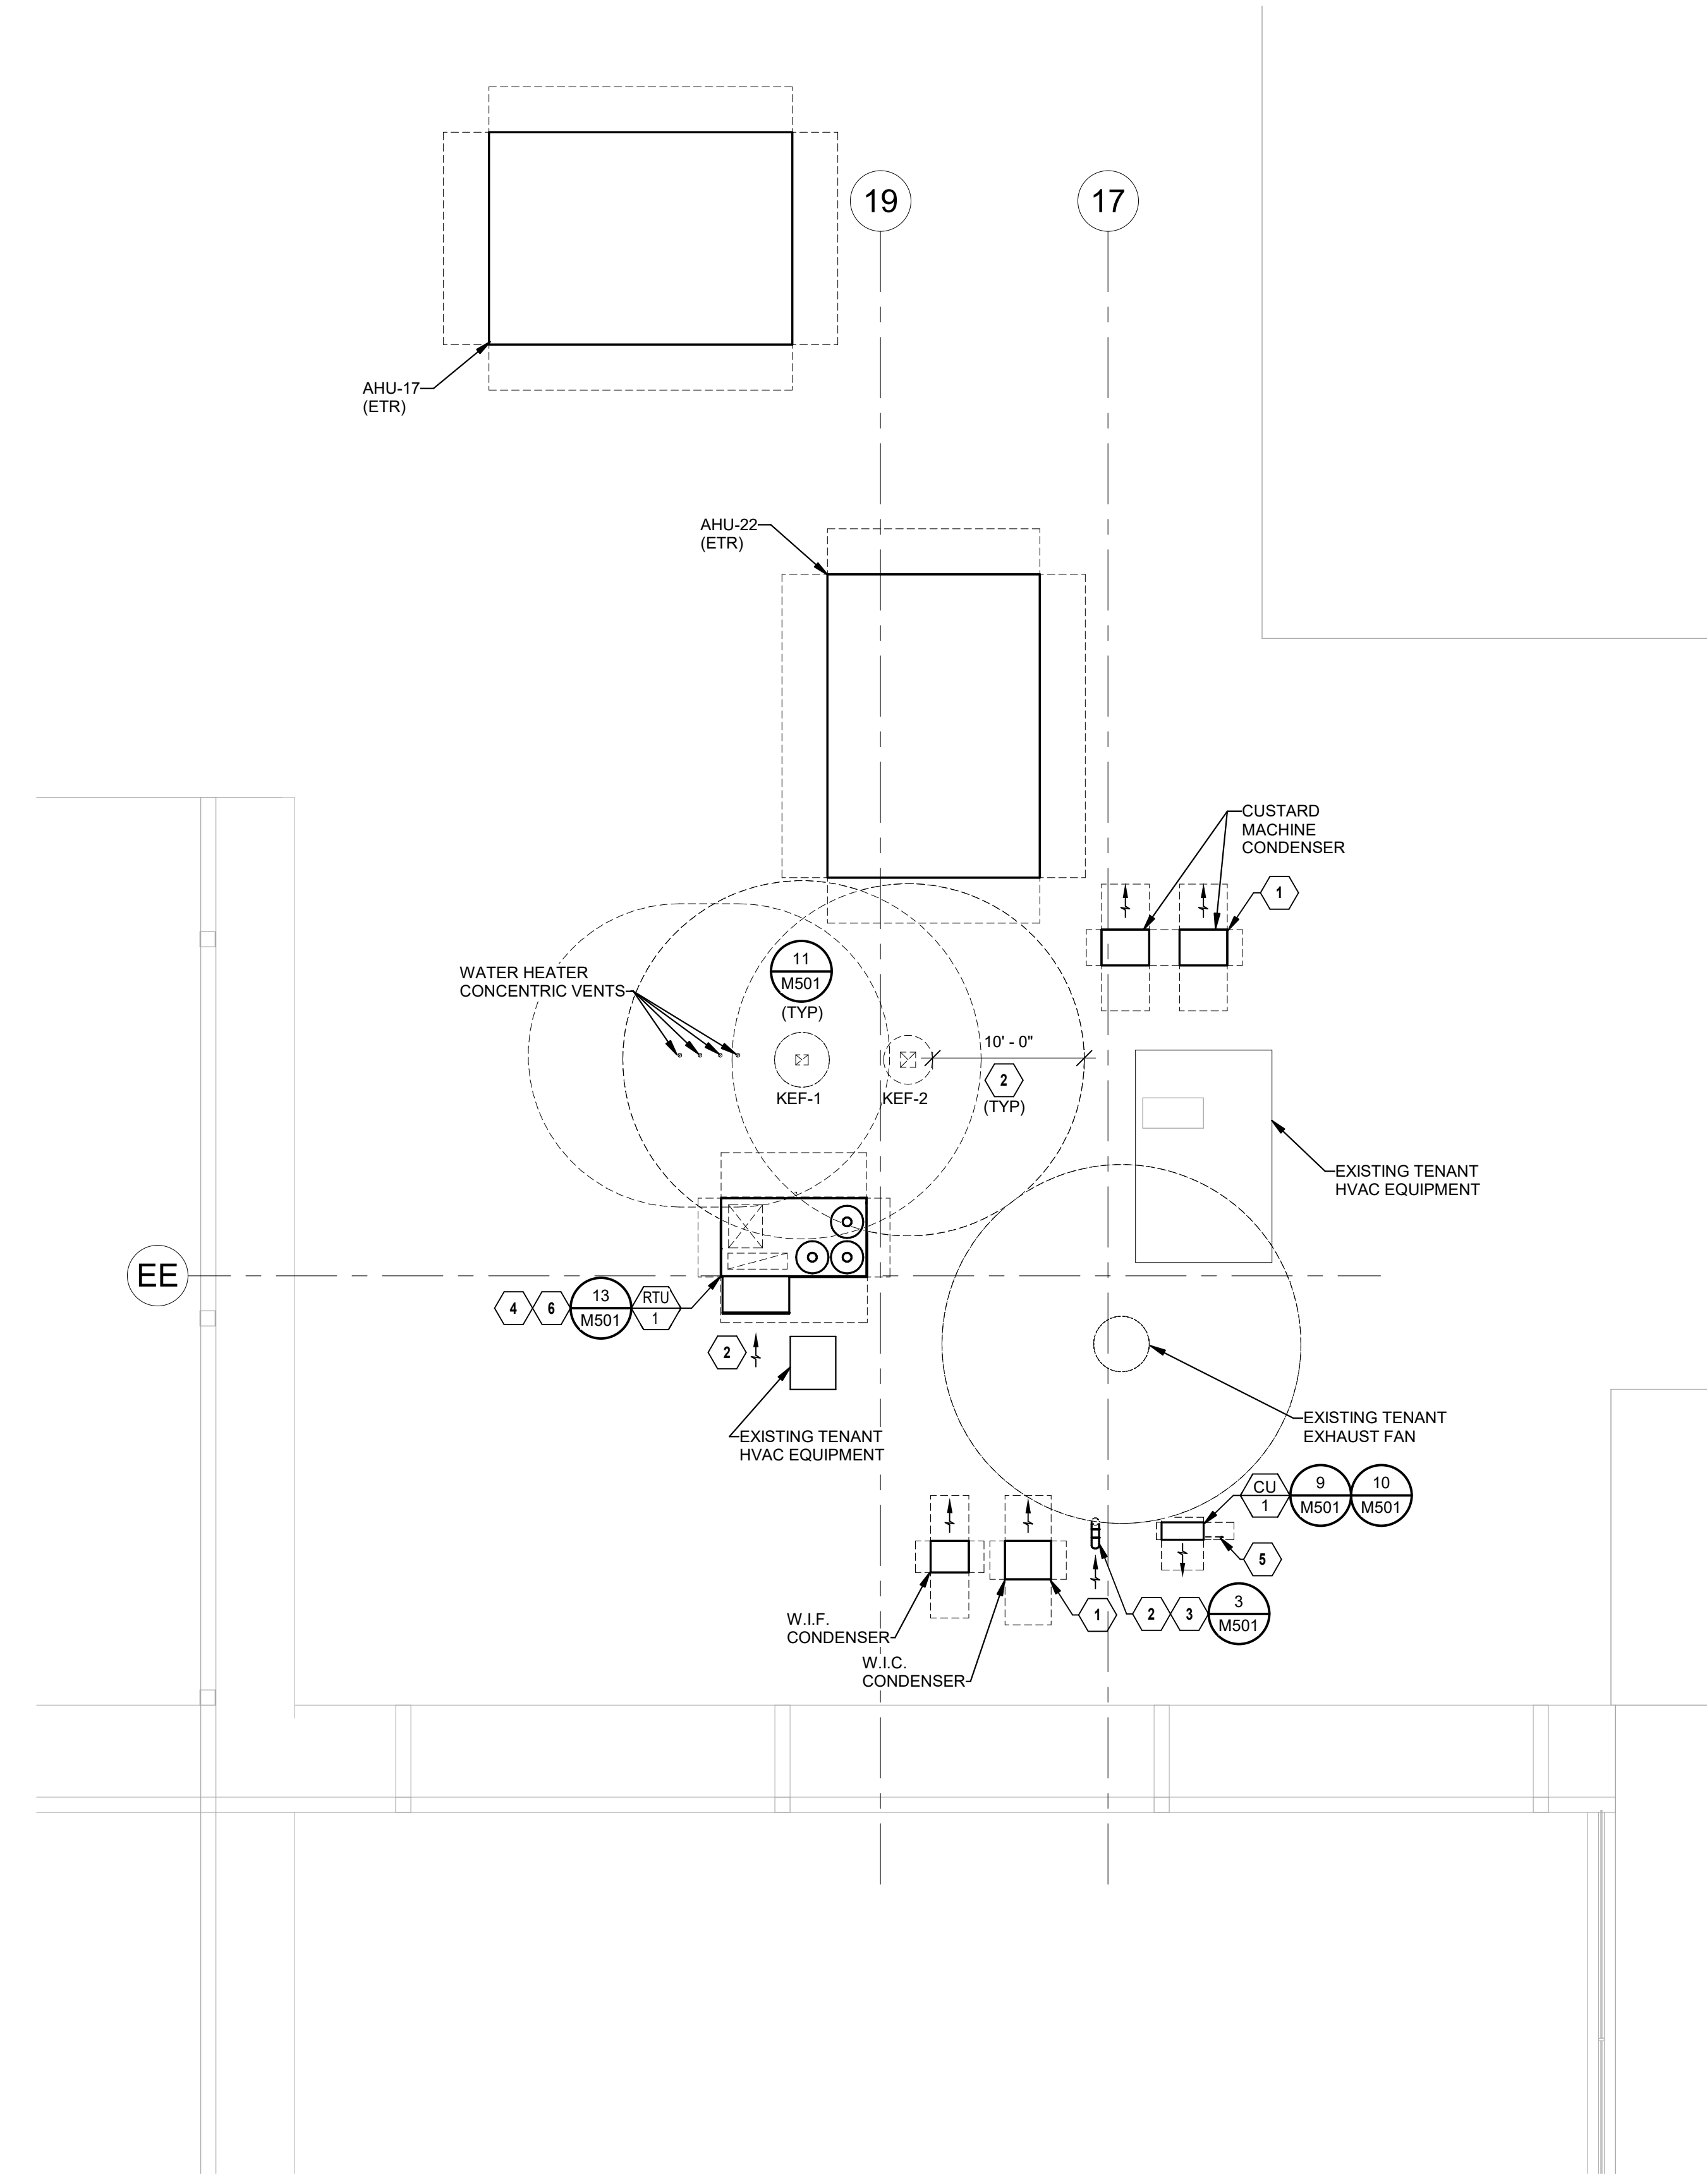 19
17
AHU-17
(ETR)
AHU-22
(ETR)
CUSTARD
MACHINE
CONDENSER
1
WATER HEATER
CONCENTRIC VENTS
11
M501
(TYP)
10' - 0"
2
(TYP)
KEF-1
KEF-2
EXISTING TENANT
HVAC EQUIPMENT
EE
4
6
13
M501
RTU
1
2
EXISTING TENANT
HVAC EQUIPMENT
EXISTING TENANT
EXHAUST FAN
CU
1
9
M501
10
M501
5
W.I.F.
CONDENSER
W.I.C.
CONDENSER
1
2
3
3
M501